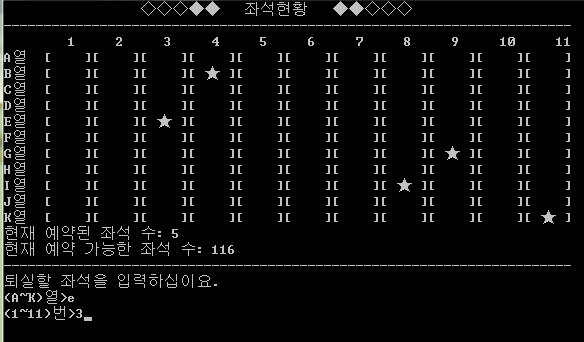 ◇◇◇◆◆ 좌석현황 ◆◆◇◇◇
1 2 3 4 5 6 7 8 9 10 11
A열 [ ][ ][ ][ ][ ][ ][ ][ ][ ][ ][ ]
B열 [ ][ ][ ][★][ ][ ][ ][ ][ ][ ][ ]
C열 [ ][ ][ ][ ][ ][ ][ ][ ][ ][ ][ ]
D열 [ ][ ][ ][ ][ ][ ][ ][ ][ ][ ][ ]
E열 [ ][ ][★][ ][ ][ ][ ][ ][ ][ ][ ]
F열 [ ][ ][ ][ ][ ][ ][ ][ ][ ][ ][ ]
G열 [ ][ ][ ][ ][ ][ ][ ][ ][★][ ][ ]
H열 [ ][ ][ ][ ][ ][ ][ ][ ][ ][ ][ ]
I열 [ ][ ][ ][ ][ ][ ][ ][★][ ][ ][ ]
J열 [ ][ ][ ][ ][ ][ ][ ][ ][ ][ ][ ]
K열 [ ][ ][ ][ ][ ][ ][ ][ ][ ][ ][★]
현재 예약된 좌석 수: 5
현재 예약 가능한 좌석 수: 116
퇴실할 좌석을 입력하십이요.
(A~K)열>e
(1~11)번>3_